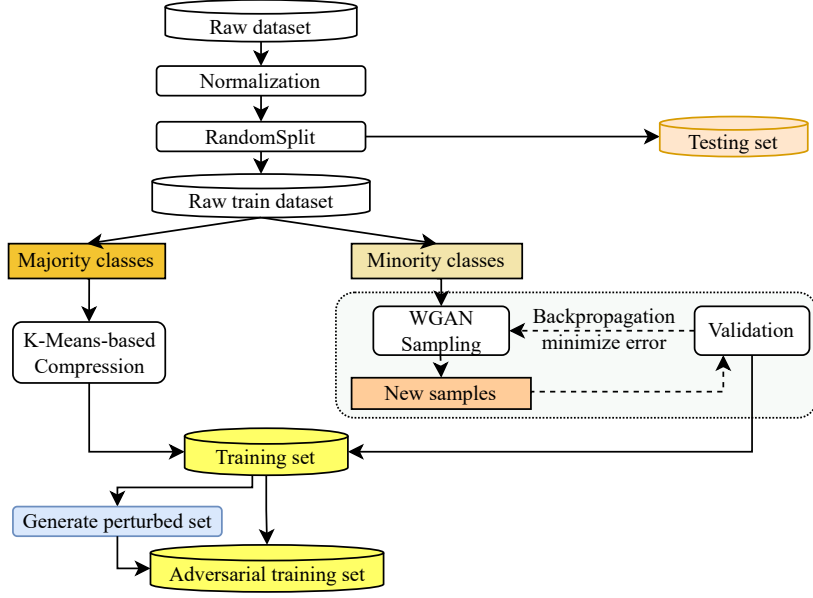 Raw dataset
Normalization
RandomSplit
Testing set
Raw train dataset
Majority classes
Minority classes
K-Means-based
Compression
WGAN
Sampling
Backpropagation
minimize error
Validation
New samples
Training set
Generate perturbed set
Adversarial training set